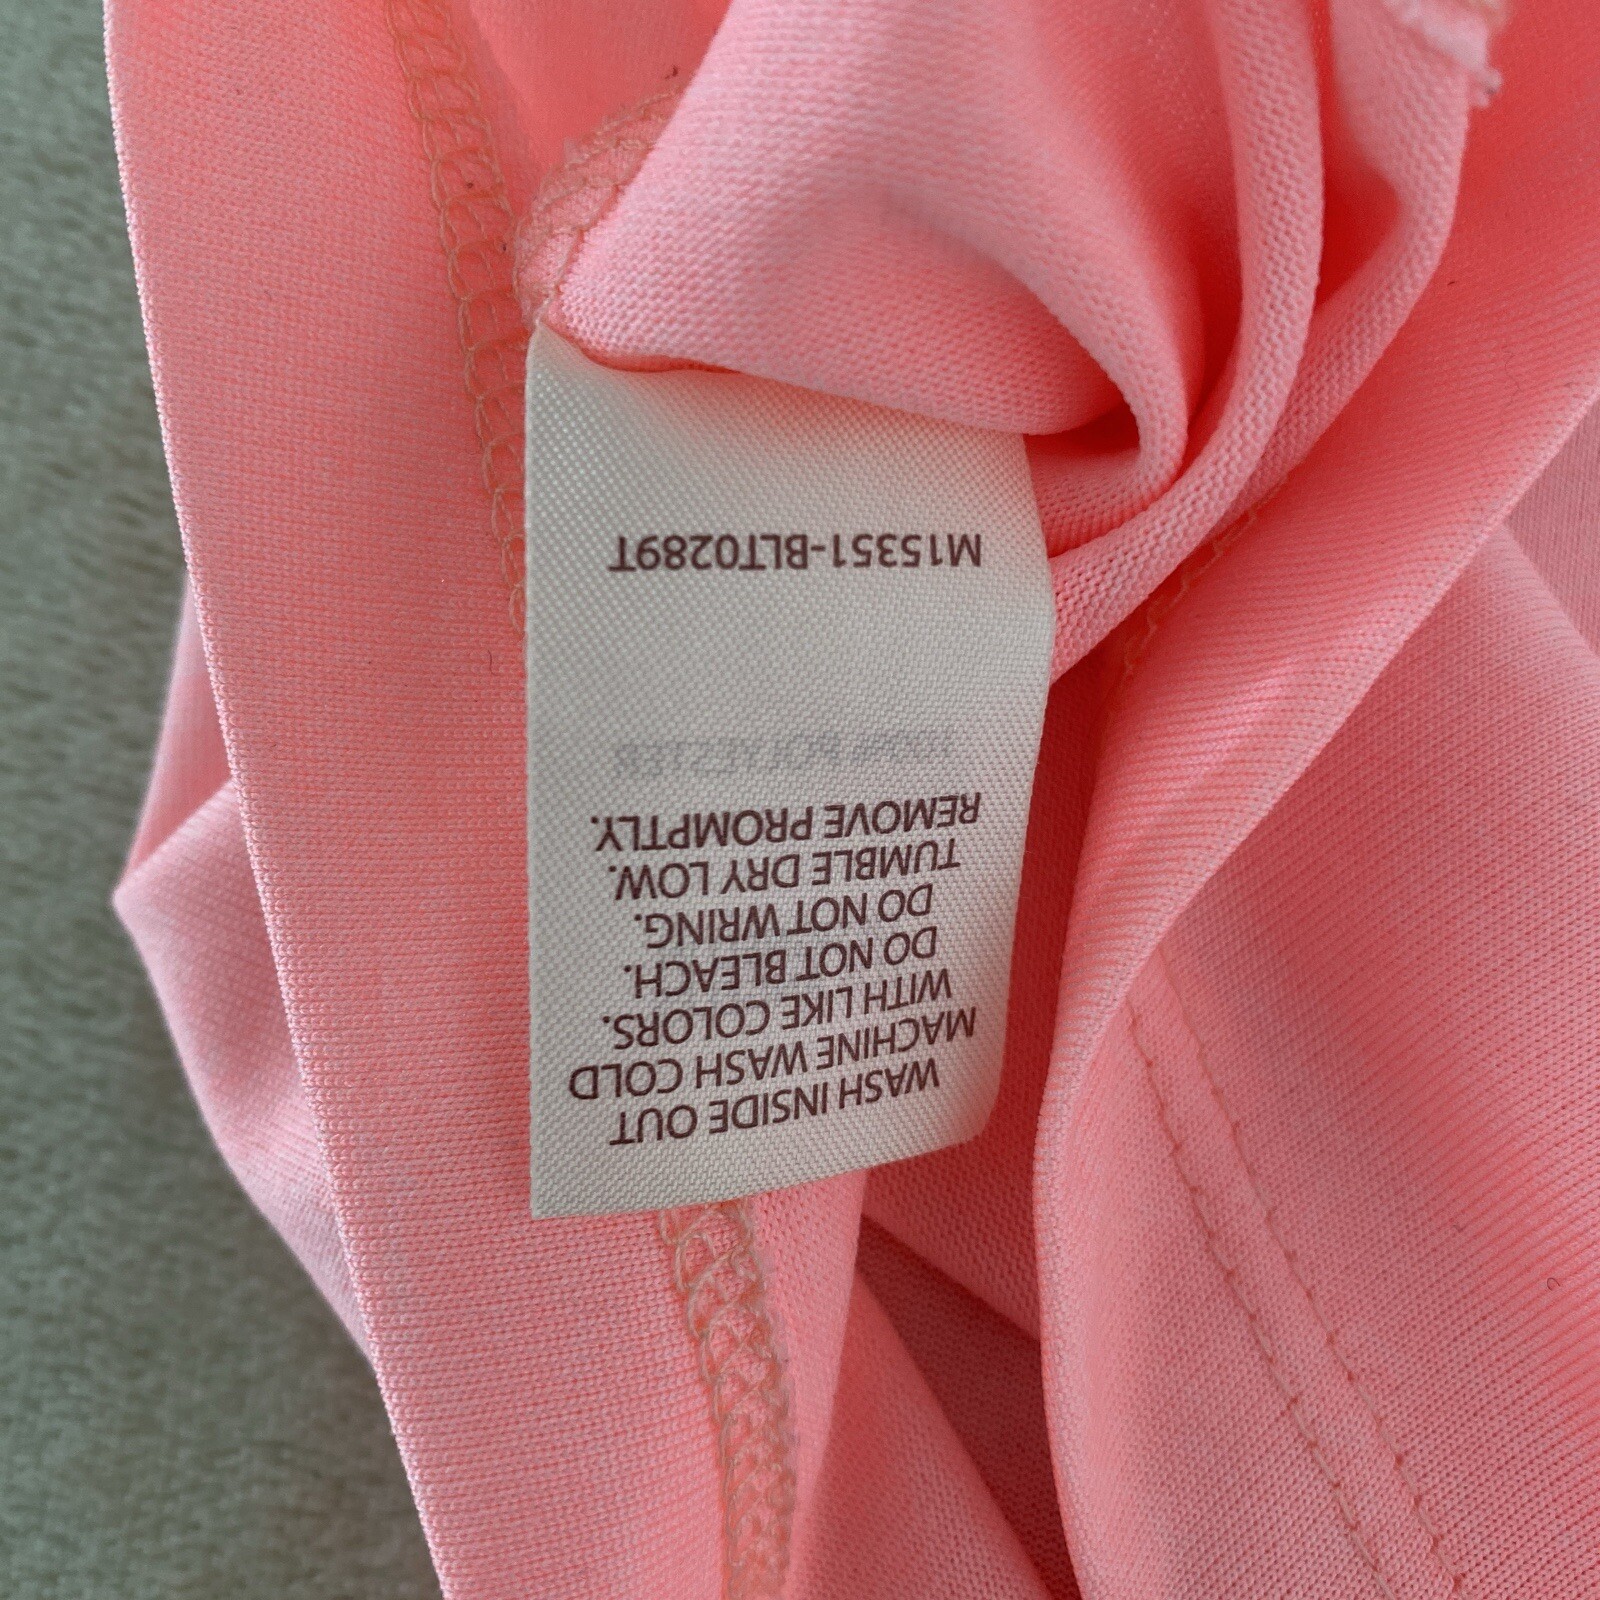 WASH INSIDE OUT
MACHINE WASH COLD
WITH LIKE COLORS.
DO NOT BLEACH.
DO NOT WRING.
TUMBLE DRY LOW.
REMOVE PROMPTLY.
M15351-BLT0289T